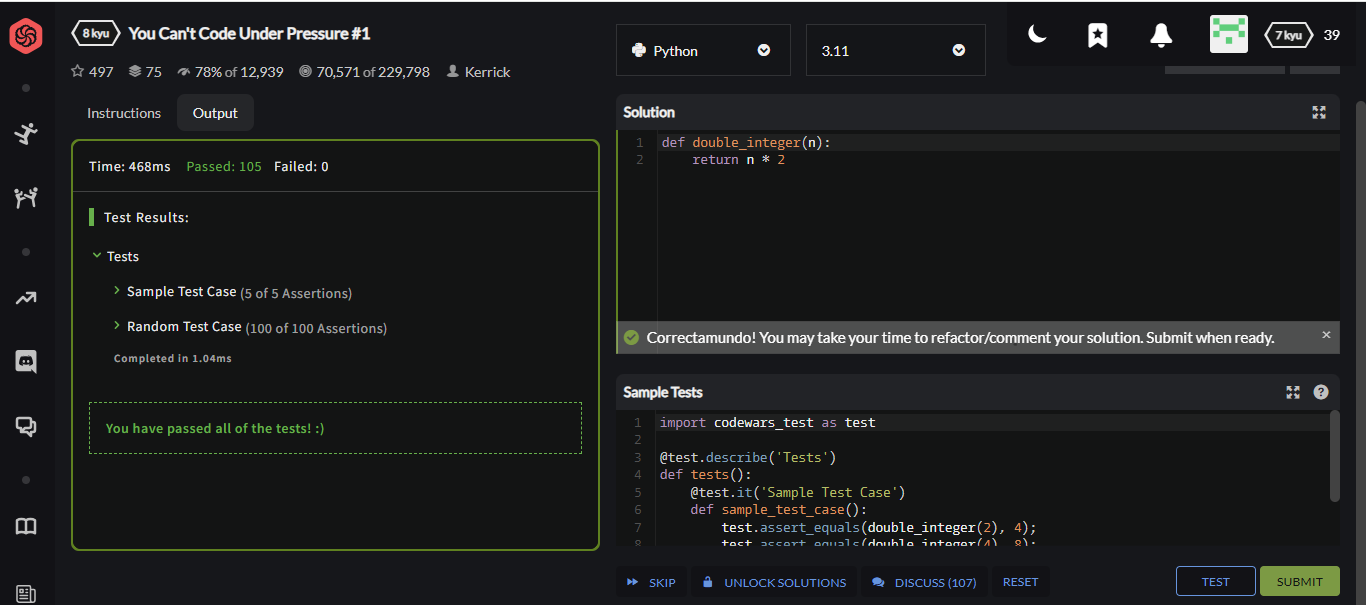 8 kyu You Can't Code Under Pressure #1
497 75 78% of 12,939 70,571 of 229,798 Kerrick
Python
3.11
7 kyu 39
Instructions Output
Time: 468ms Passed: 105 Failed: 0
Test Results:
Tests
Sample Test Case (5 of 5 Assertions)
Random Test Case (100 of 100 Assertions)
Completed in 1.04ms
You have passed all of the tests! :)
Solution
1 def double_integer(n):
2     return n * 2
Correctamundo! You may take your time to refactor/comment your solution. Submit when ready.
Sample Tests
1 import codewars_test as test
2
3 @test.describe('Tests')
4 def tests():
5     @test.it('Sample Test Case')
6     def sample_test_case():
7         test.assert_equals(double_integer(2), 4);
8         test.assert_equals(double_integer(4), 8);
SKIP UNLOCK SOLUTIONS DISCUSS (107) RESET TEST SUBMIT